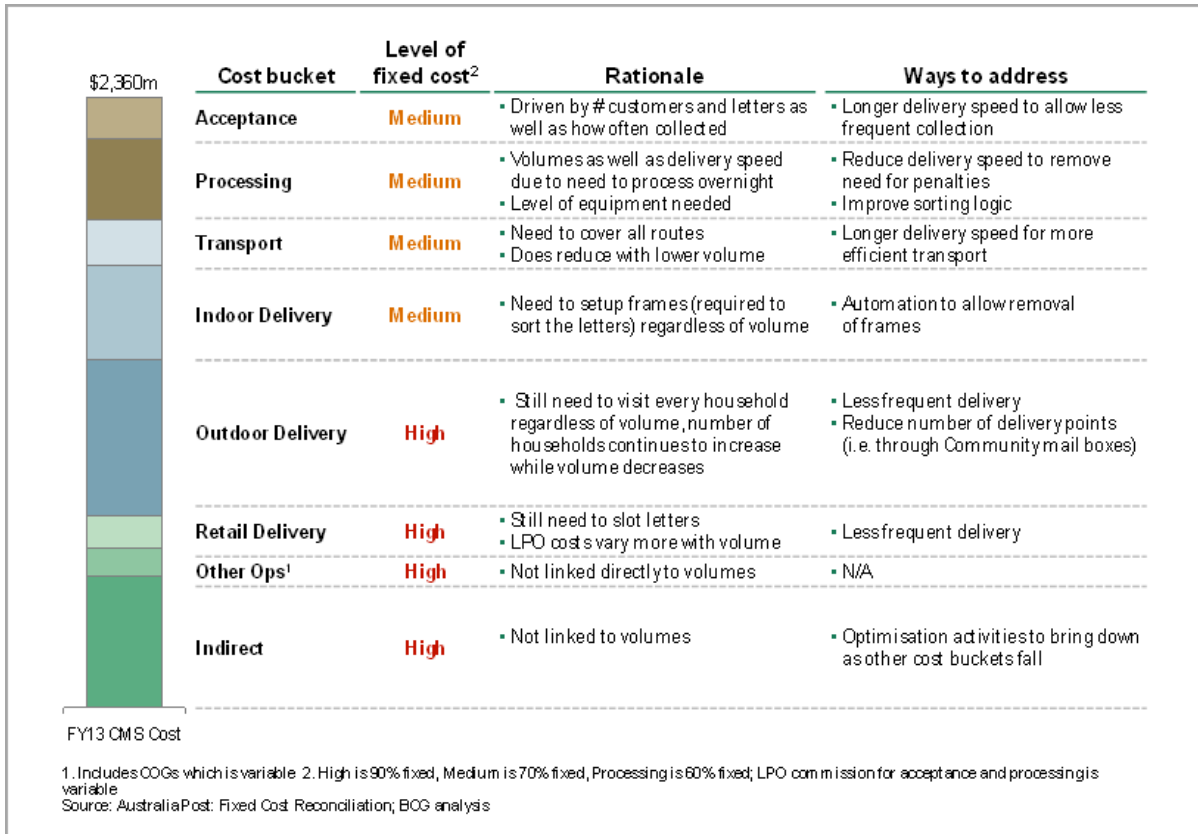 $2,360m
Cost bucket
Level of
fixed cost2
Rationale
Ways to address
Acceptance
Medium
▪ Driven by # customers and letters as
well as how often collected
▪ Longer delivery speed to allow less
frequent collection
Processing
Medium
▪ Volumes as well as delivery speed
due to need to process overnight
▪ Level of equipment needed
▪ Reduce delivery speed to remove
need for penalties
▪ Improve sorting logic
Transport
Medium
▪ Need to cover all routes
▪ Does reduce with lower volume
▪ Longer delivery speed for more
efficient transport
Indoor Delivery
Medium
▪ Need to setup frames (required to
sort the letters) regardless of volume
▪ Automation to allow removal
of frames
Outdoor Delivery
High
▪ Still need to visit every household
regardless of volume, number of
households continues to increase
while volume decreases
▪ Less frequent delivery
▪ Reduce number of delivery points
(i.e. through Community mail boxes)
Retail Delivery
High
▪ Still need to slot letters
▪ LPO costs vary more with volume
▪ Less frequent delivery
Other Ops1
High
▪ Not linked directly to volumes
▪ N/A
Indirect
High
▪ Not linked to volumes
▪ Optimisation activities to bring down
as other cost buckets fall
FY13 CMS Cost
1. Includes COGs which is variable 2. High is 90% fixed, Medium is 70% fixed, Processing is 60% fixed; LPO commission for acceptance and processing is
variable
Source: Australia Post: Fixed Cost Reconciliation; BCG analysis